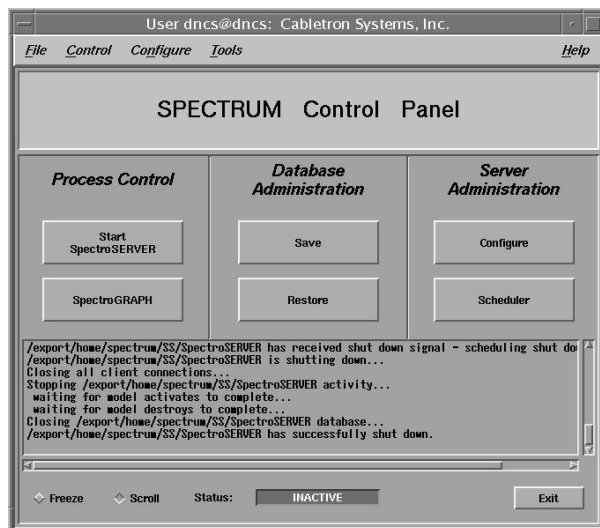 User dncs@dncs: Cabletron Systems, Inc.
File Control Configure Tools Help
SPECTRUM Control Panel
Process Control
Database
Administration
Server
Administration
Start
SpectroSERVER
Save
Configure
SpectroGRAPH
Restore
Scheduler
/export/home/spectrum/SS/SpectroSERVER has received shut down signal - scheduling shut do
/export/home/spectrum/SS/SpectroSERVER is shutting down...
Closing all client connections...
Stopping /export/home/spectrum/SS/SpectroSERVER activity...
waiting for model activates to complete...
waiting for model destroys to complete...
Closing /export/home/spectrum/SS/SpectroSERVER database...
/export/home/spectrum/SS/SpectroSERVER has successfully shut down.
Freeze Scroll Status: INACTIVE Exit